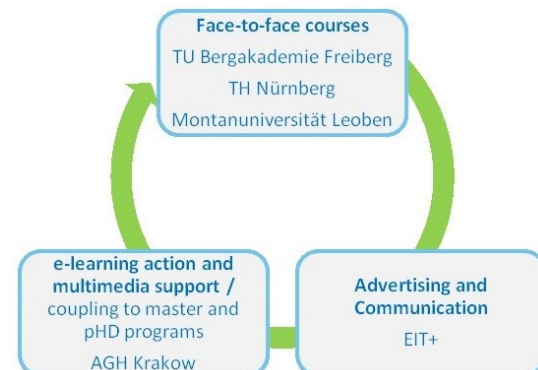 Face-to-face courses
TU Bergakademie Freiberg
TH Nürnberg
Montanuniversität Leoben
e-learning action and
multimedia support /
coupling to master and
pHD programs
AGH Krakow
Advertising and
Communication
EIT+